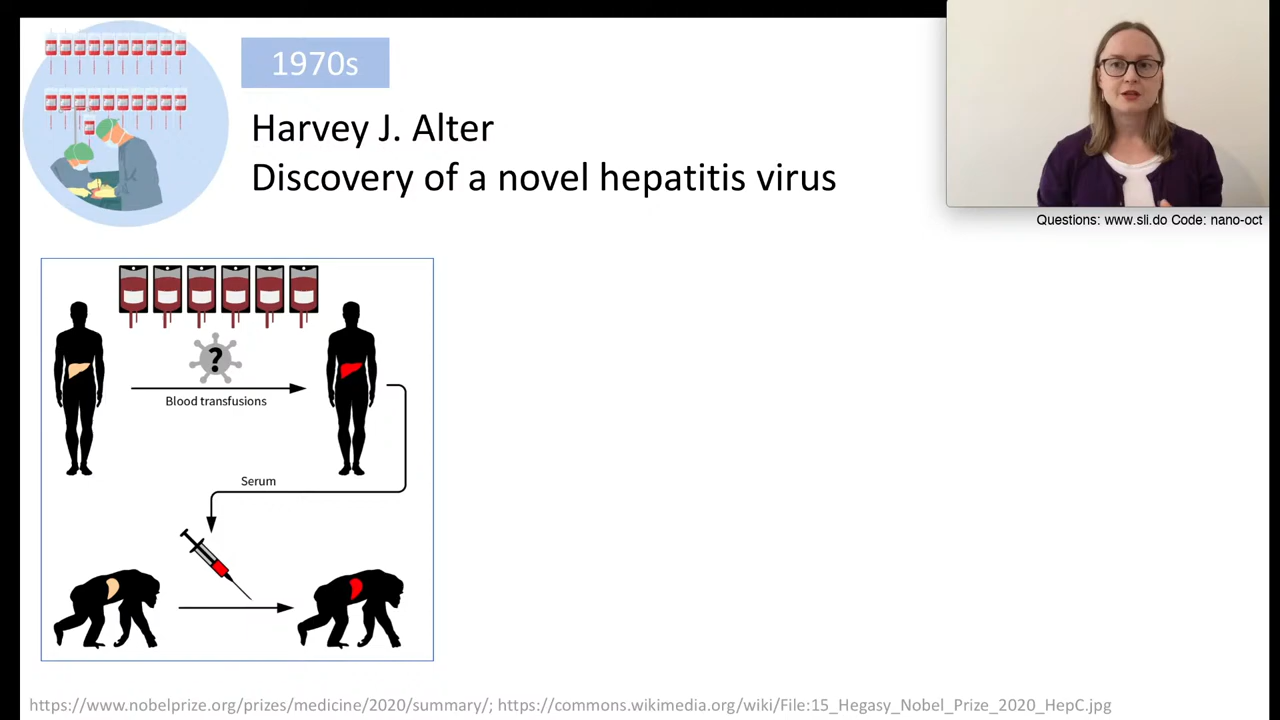 1970s
Harvey J. Alter
Discovery of a novel hepatitis virus
Questions: www.sli.do Code: nano-oct
?
Blood transfusions
Serum
https://www.nobelprize.org/prizes/medicine/2020/summary/; https://commons.wikimedia.org/wiki/File:15_Hegasy_Nobel_Prize_2020_HepC.jpg